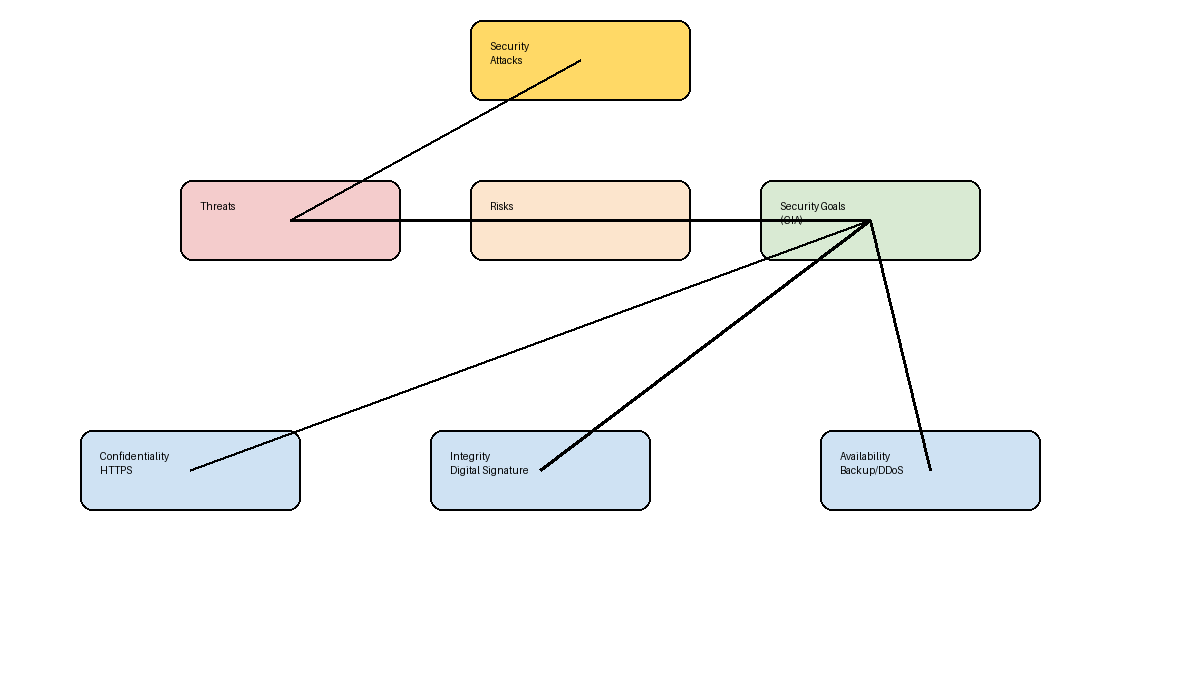 Security
Attacks
Threats
Risks
Security Goals
(CIA)
Confidentiality
HTTPS
Integrity
Digital Signature
Availability
Backup/DDoS